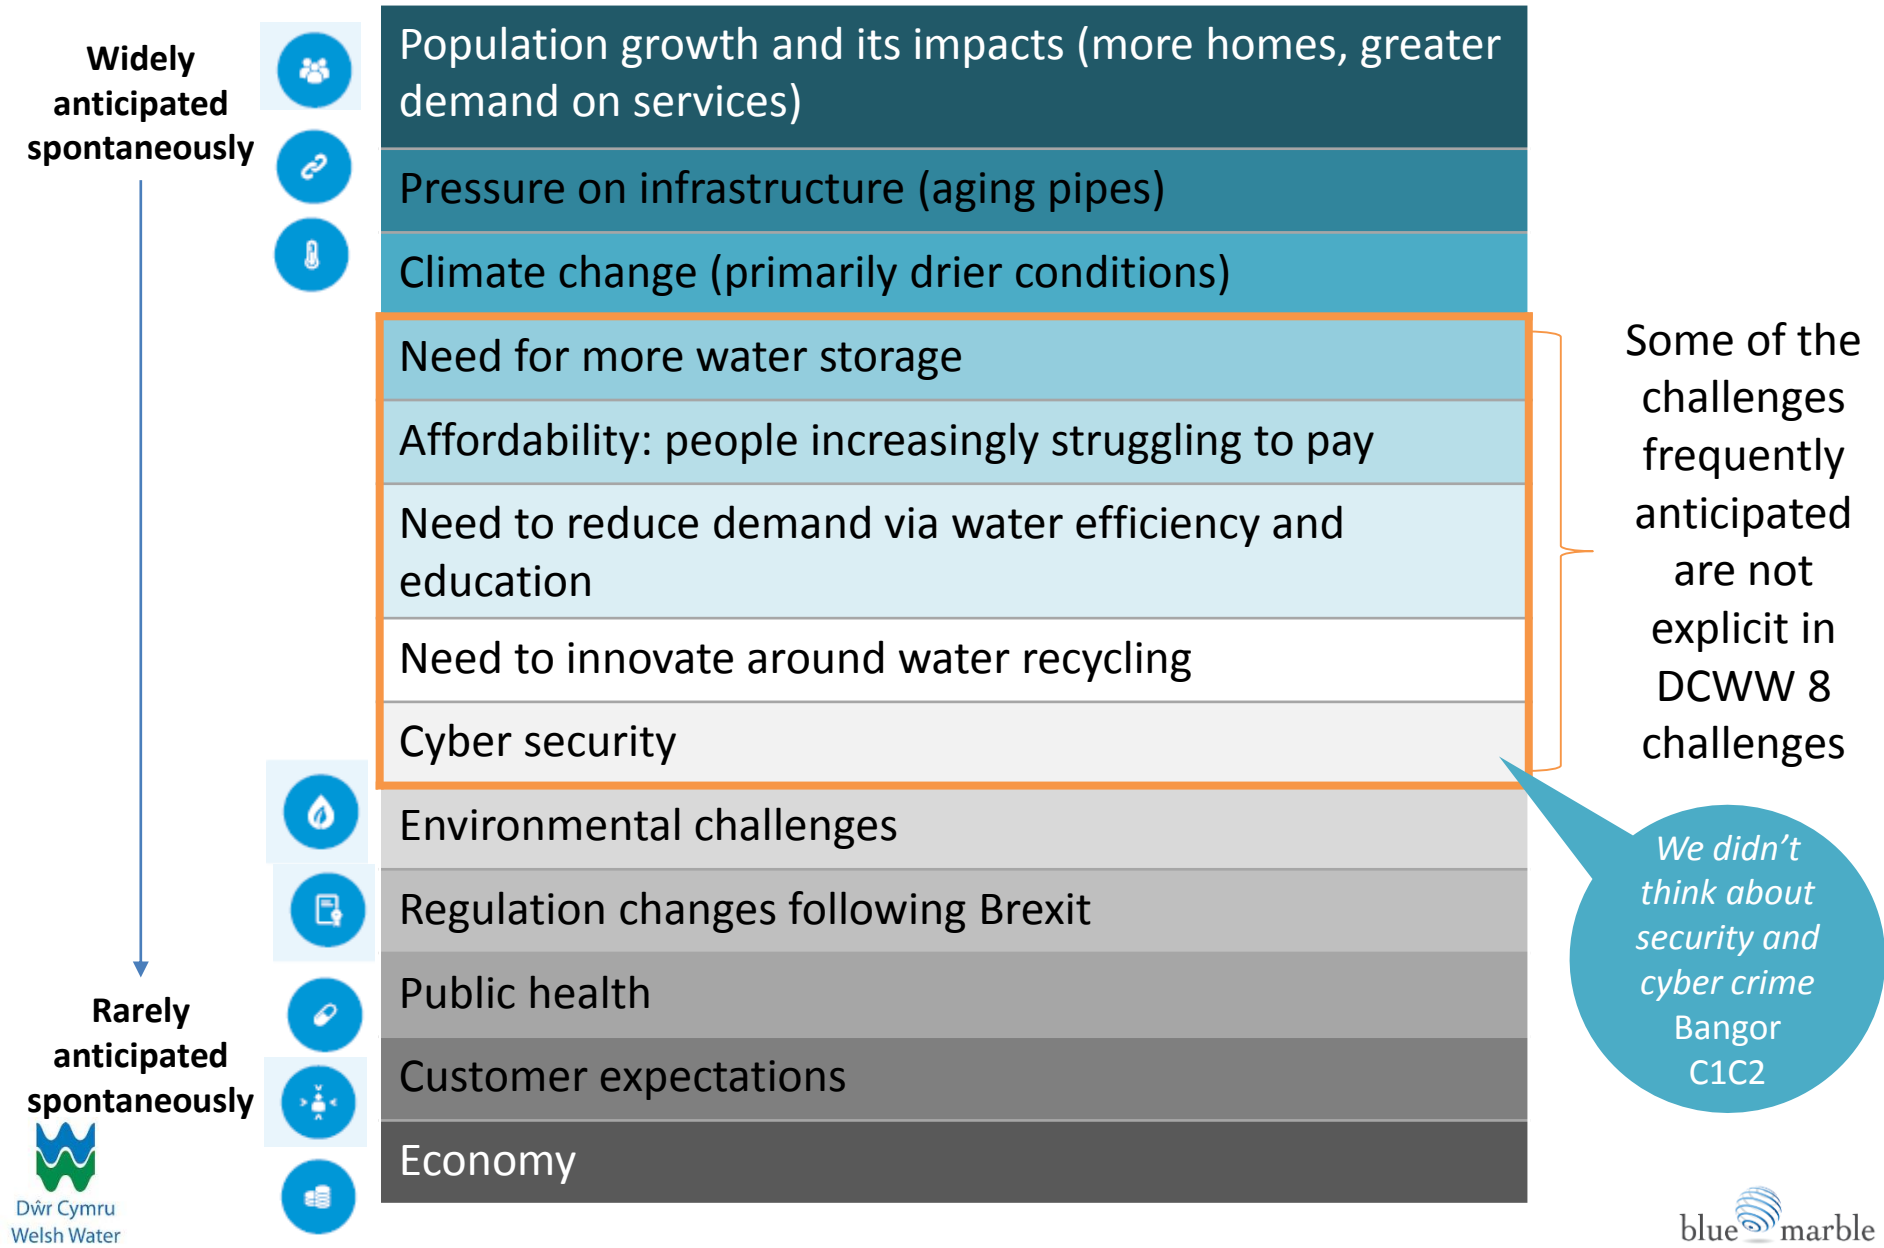 Widely
anticipated
spontaneously
Rarely
anticipated
spontaneously
Population growth and its impacts (more homes, greater
demand on services)
Pressure on infrastructure (aging pipes)
Climate change (primarily drier conditions)
Need for more water storage
Affordability: people increasingly struggling to pay
Need to reduce demand via water efficiency and
education
Need to innovate around water recycling
Cyber security
Environmental challenges
Regulation changes following Brexit
Public health
Customer expectations
Economy
Some of the
challenges
frequently
anticipated
are not
explicit in
DCWW 8
challenges
We didn’t
think about
security and
cyber crime
Bangor
C1C2
Dŵr Cymru
Welsh Water
blue marble